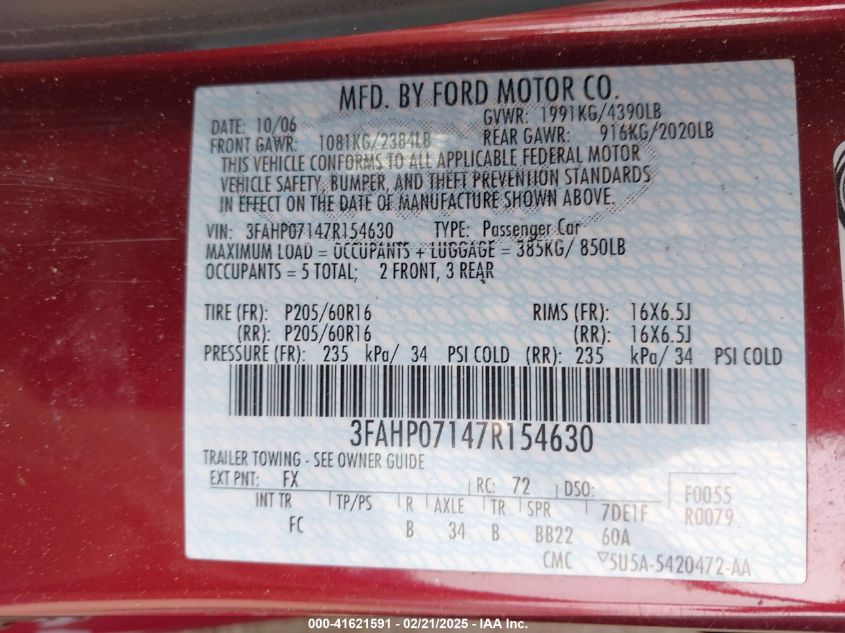 MFD. BY FORD MOTOR CO.
DATE: 10/06 GVWR: 1991KG/4390LB
FRONT GAWR: 1081KG/2384LB REAR GAWR: 916KG/2020LB
THIS VEHICLE CONFORMS TO ALL APPLICABLE FEDERAL MOTOR
VEHICLE SAFETY, BUMPER, AND THEFT PREVENTION STANDARDS
IN EFFECT ON THE DATE OF MANUFACTURE SHOWN ABOVE.
VIN: 3FAHP07147R154630 TYPE: Passenger Car
MAXIMUM LOAD = OCCUPANTS + LUGGAGE = 385KG/ 850LB
OCCUPANTS = 5 TOTAL; 2 FRONT, 3 REAR
TIRE (FR): P205/60R16 RIMS (FR): 16X6.5J
(RR): P205/60R16 (RR): 16X6.5J
PRESSURE (FR): 235 kPa/ 34 PSI COLD (RR): 235 kPa/ 34 PSI COLD
3FAHP07147R154630
TRAILER TOWING - SEE OWNER GUIDE
EXT PNT: FX RC: 72 DSO: F0055
INT TR TP/PS R AXLE TR SPR 7DE1F R0079
FC B 34 B BB22 60A
CMC ▽5U5A-5420472-AA
000-41621591 - 02/21/2025 - IAA Inc.